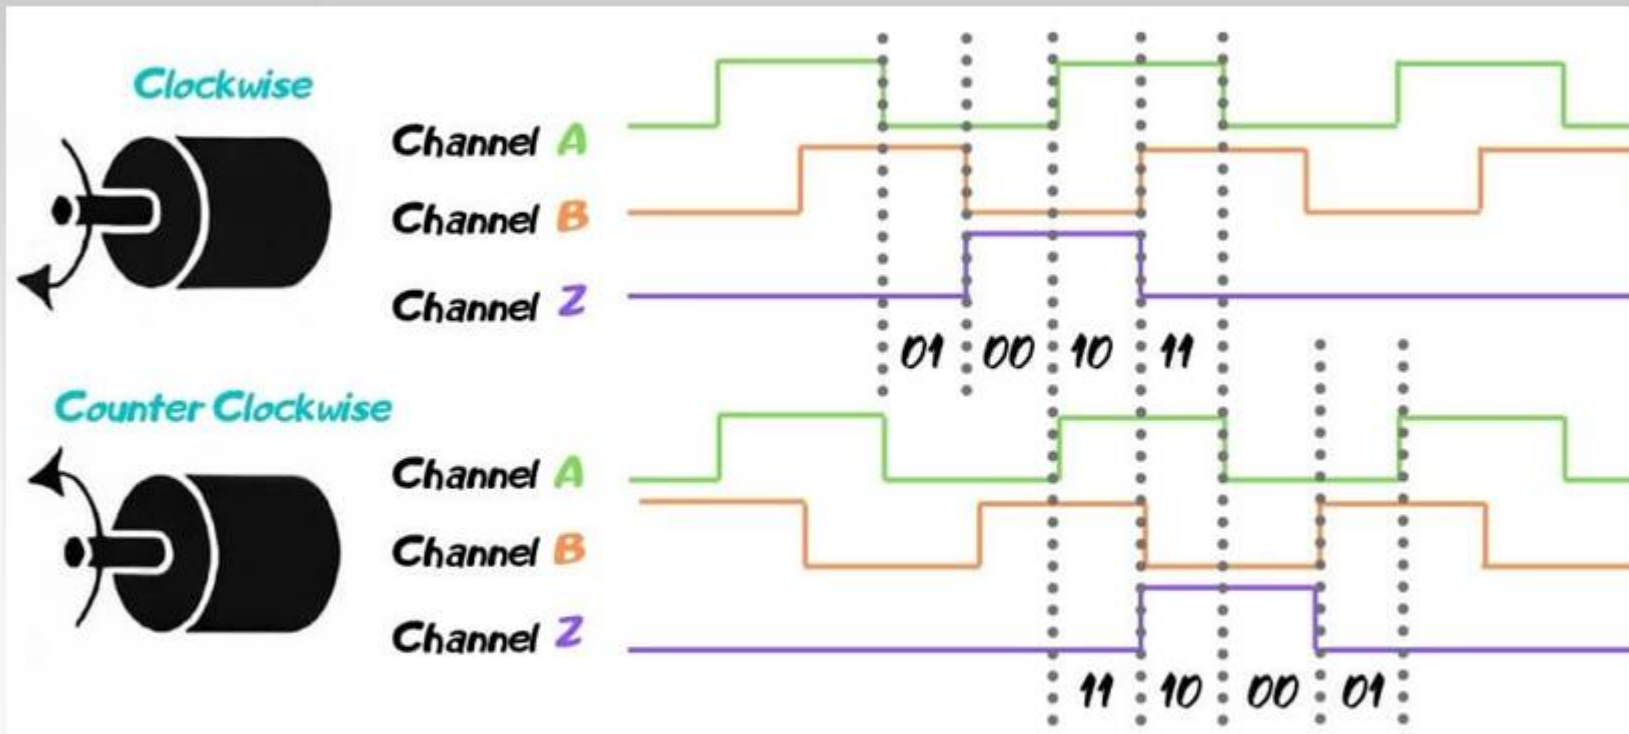 Clockwise
Channel A
Channel B
Channel Z
01 00 10 11
Counter Clockwise
Channel A
Channel B
Channel Z
11 10 00 01